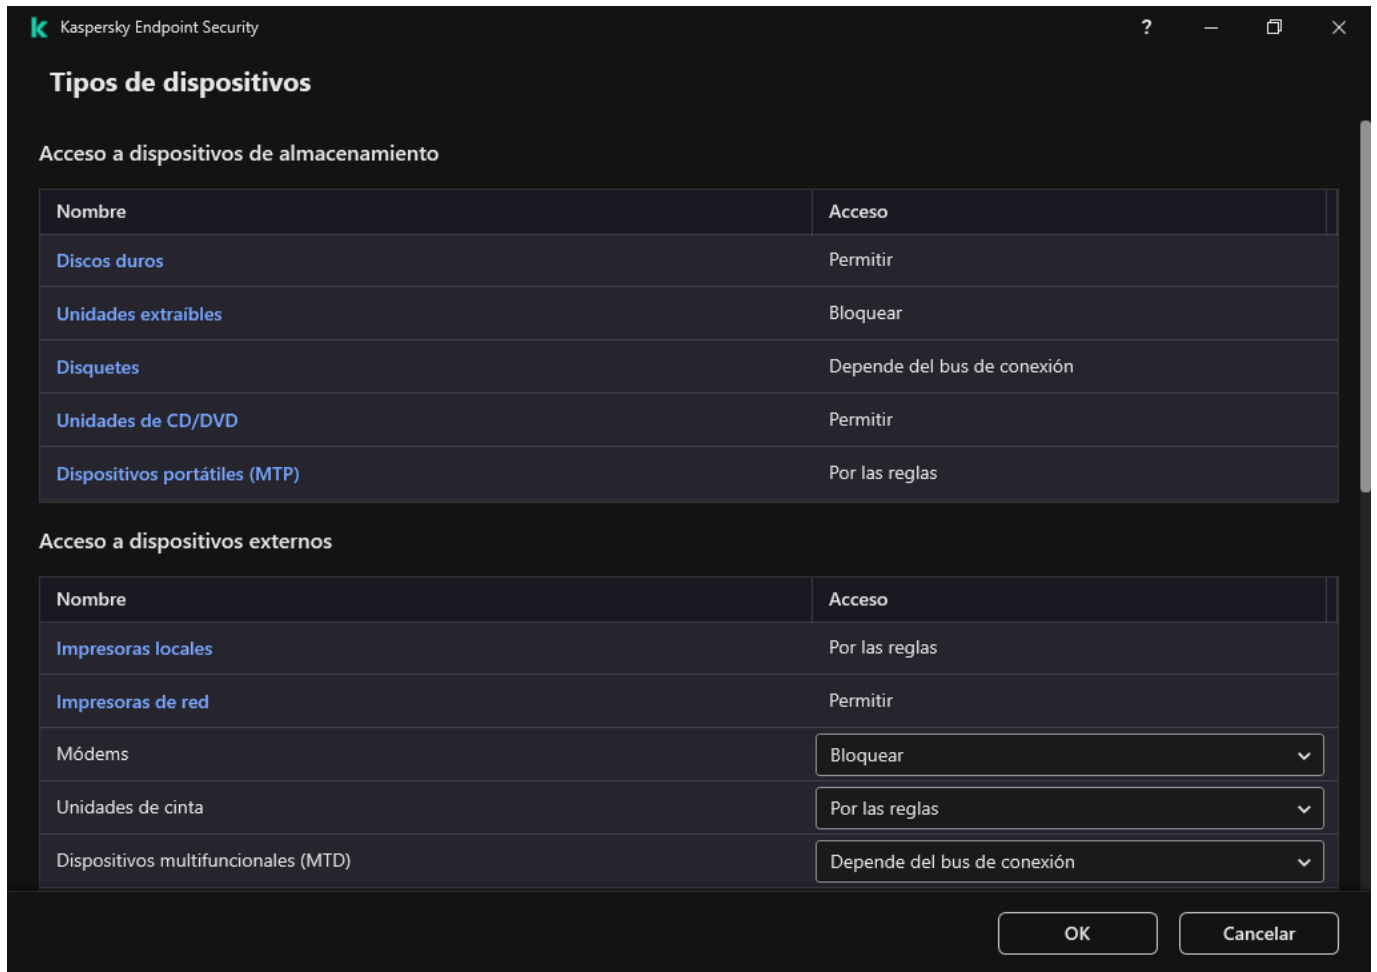 Kaspersky Endpoint Security
?
Tipos de dispositivos
Acceso a dispositivos de almacenamiento
Nombre Acceso
Discos duros Permitir
Unidades extraíbles Bloquear
Disquetes Depende del bus de conexión
Unidades de CD/DVD Permitir
Dispositivos portátiles (MTP) Por las reglas
Acceso a dispositivos externos
Nombre Acceso
Impresoras locales Por las reglas
Impresoras de red Permitir
Módems Bloquear
Unidades de cinta Por las reglas
Dispositivos multifuncionales (MTD) Depende del bus de conexión
OK Cancelar